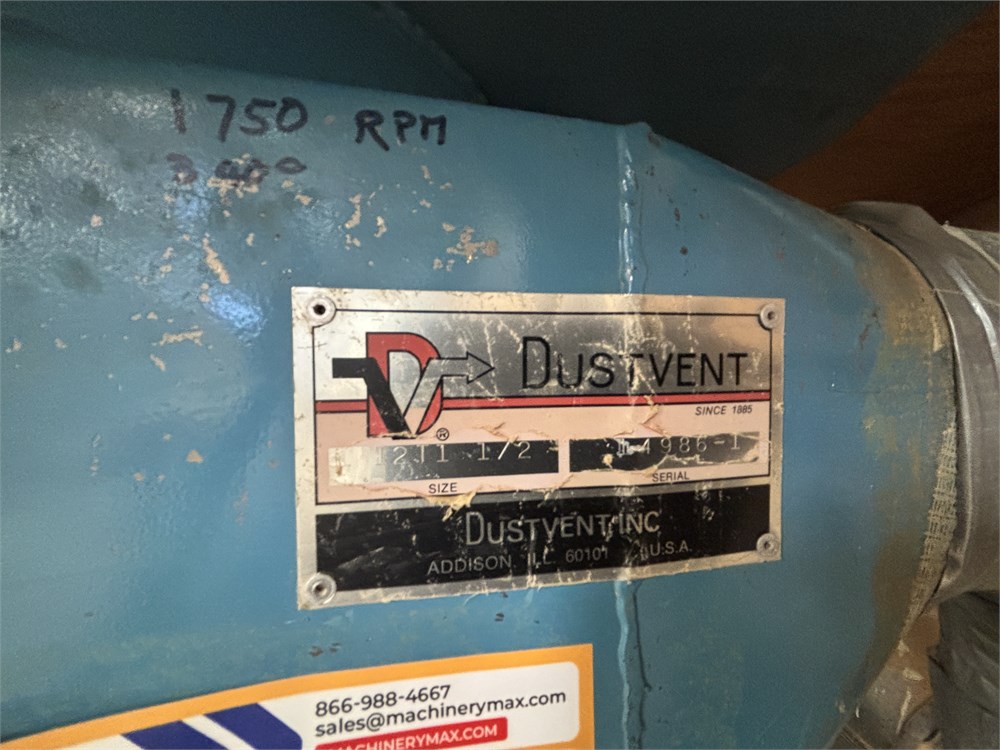 1750 RPM
DUSTVENT
SINCE 1885
®
SIZE
SERIAL
DUSTVENT INC
ADDISON, ILL. 60101 U.S.A.
866-988-4667
sales@machinerymax.com
MACHINERYMAX.COM